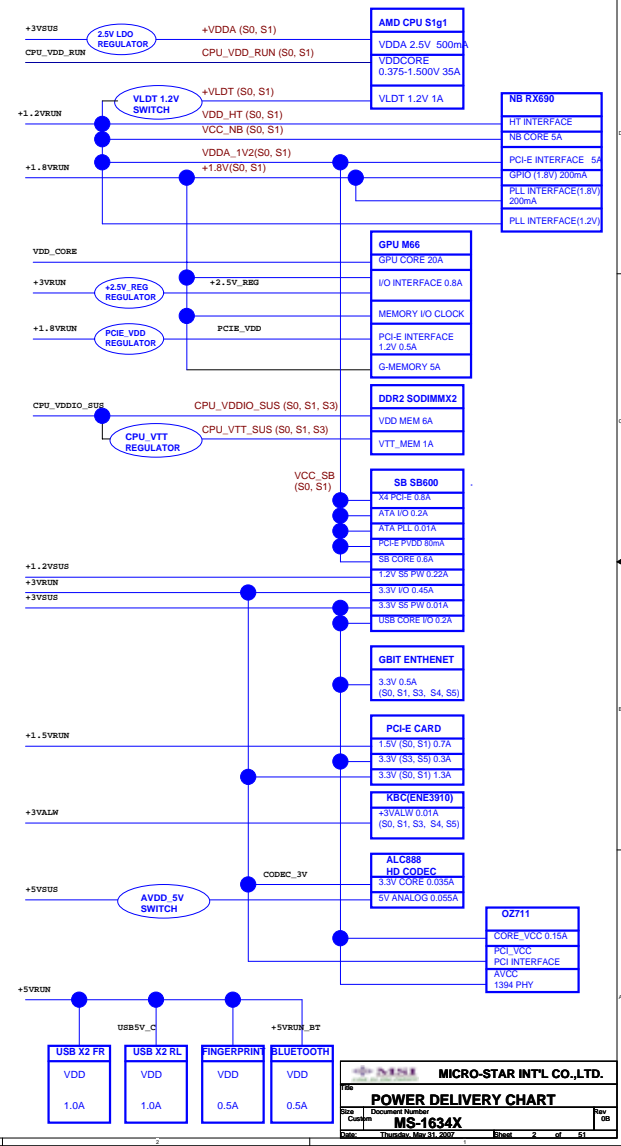 +3VSUS
2.5V LDO
REGULATOR
+VDDA (S0, S1)
CPU_VDD_RUN
CPU_VDD_RUN (S0, S1)
AMD CPU S1g1
VDDA 2.5V 500mA
VDDCORE
0.375-1.500V 35A
VLDT 1.2V 1A
VLDT 1.2V
SWITCH
+VLDT (S0, S1)
+1.2VRUN
VDD_HT (S0, S1)
VCC_NB (S0, S1)
VDDA_1V2(S0, S1)
+1.8VRUN
+1.8V(S0, S1)
NB RX690
HT INTERFACE
NB CORE 5A
PCI-E INTERFACE 5A
GPIO (1.8V) 200mA
PLL INTERFACE(1.8V)
200mA
PLL INTERFACE(1.2V)
VDD_CORE
+3VRUN
+2.5V_REG
REGULATOR
+2.5V_REG
+1.8VRUN
PCIE_VDD
REGULATOR
PCIE_VDD
GPU M66
GPU CORE 20A
I/O INTERFACE 0.8A
MEMORY I/O CLOCK
PCI-E INTERFACE
1.2V 0.5A
G-MEMORY 5A
CPU_VDDIO_SUS
CPU_VDDIO_SUS (S0, S1, S3)
CPU_VTT
REGULATOR
CPU_VTT_SUS (S0, S1, S3)
DDR2 SODIMMX2
VDD MEM 6A
VTT_MEM 1A
VCC_SB
(S0, S1)
SB SB600
X4 PCI-E 0.8A
ATA I/O 0.2A
ATA PLL 0.01A
PCI-E PVDD 80mA
SB CORE 0.6A
1.2V S5 PW 0.22A
3.3V I/O 0.45A
3.3V S5 PW 0.01A
USB CORE I/O 0.2A
+1.2VSUS
+3VRUN
+3VSUS
GBIT ENTHENET
3.3V 0.5A
(S0, S1, S3, S4, S5)
+1.5VRUN
PCI-E CARD
1.5V (S0, S1) 0.7A
3.3V (S3, S5) 0.3A
3.3V (S0, S1) 1.3A
+3VALW
KBC(ENE3910)
+3VALW 0.01A
(S0, S1, S3, S4, S5)
CODEC_3V
ALC888
HD CODEC
3.3V CORE 0.035A
5V ANALOG 0.055A
+5VSUS
AVDD_5V
SWITCH
OZ711
CORE_VCC 0.15A
PCI_VCC
PCI INTERFACE
AVCC
1394 PHY
+5VRUN
USB5V_C
+5VRUN_BT
USB X2 FR
VDD
1.0A
USB X2 RL
VDD
1.0A
FINGERPRINT
VDD
0.5A
BLUETOOTH
VDD
0.5A
MSI
MICRO-STAR INT'L CO.,LTD.
Title
POWER DELIVERY CHART
Size
Custom
Document Number
MS-1634X
Rev
0B
Date:
Thursday, May 31, 2007
Sheet 2 of 51
2
1